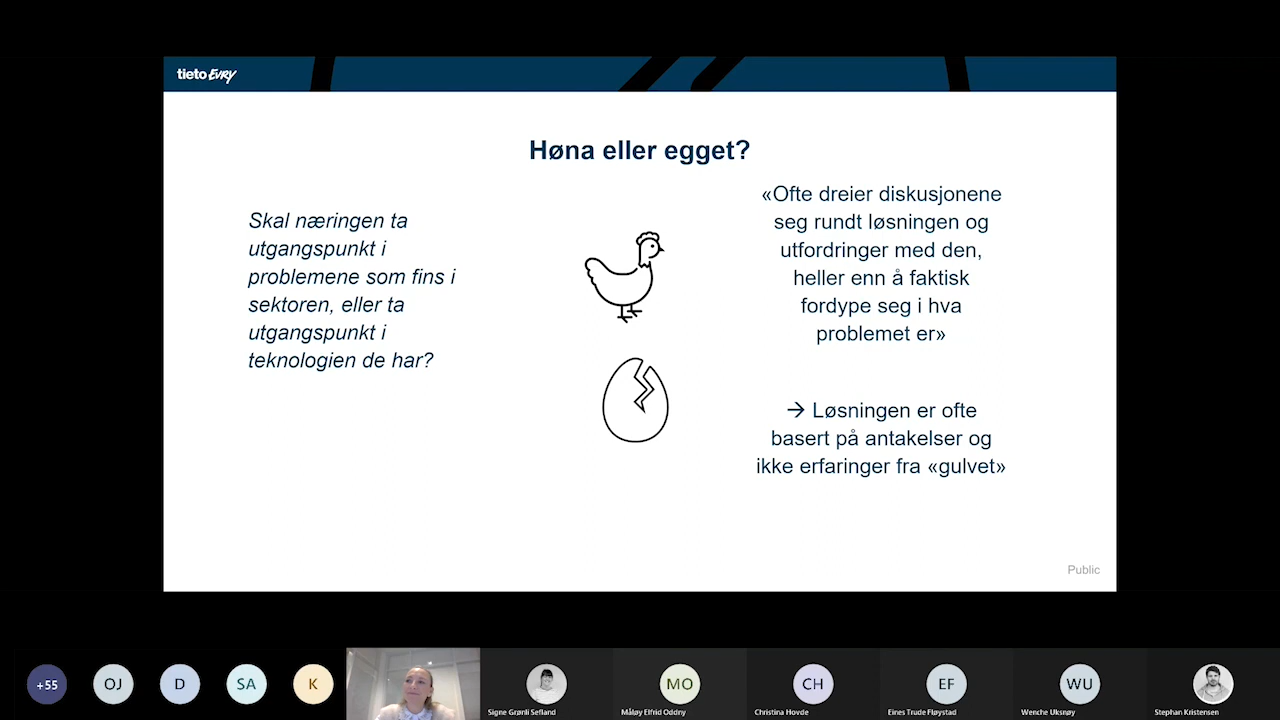 tieto EVRY
Høna eller egget?
Skal næringen ta
utgangspunkt i
problemene som fins i
sektoren, eller ta
utgangspunkt i
teknologien de har?
«Ofte dreier diskusjonene
seg rundt løsningen og
utfordringer med den,
heller enn å faktisk
fordype seg i hva
problemet er»
→ Løsningen er ofte
basert på antakelser og
ikke erfaringer fra «gulvet»
Public
+55
OJ
D
SA
K
Signe Grønli Sefland
MO
Måløy Elfrid Oddny
CH
Christina Hovde
EF
Eines Trude Fløystad
WU
Wenche Uksnøy
Stephan Kristensen